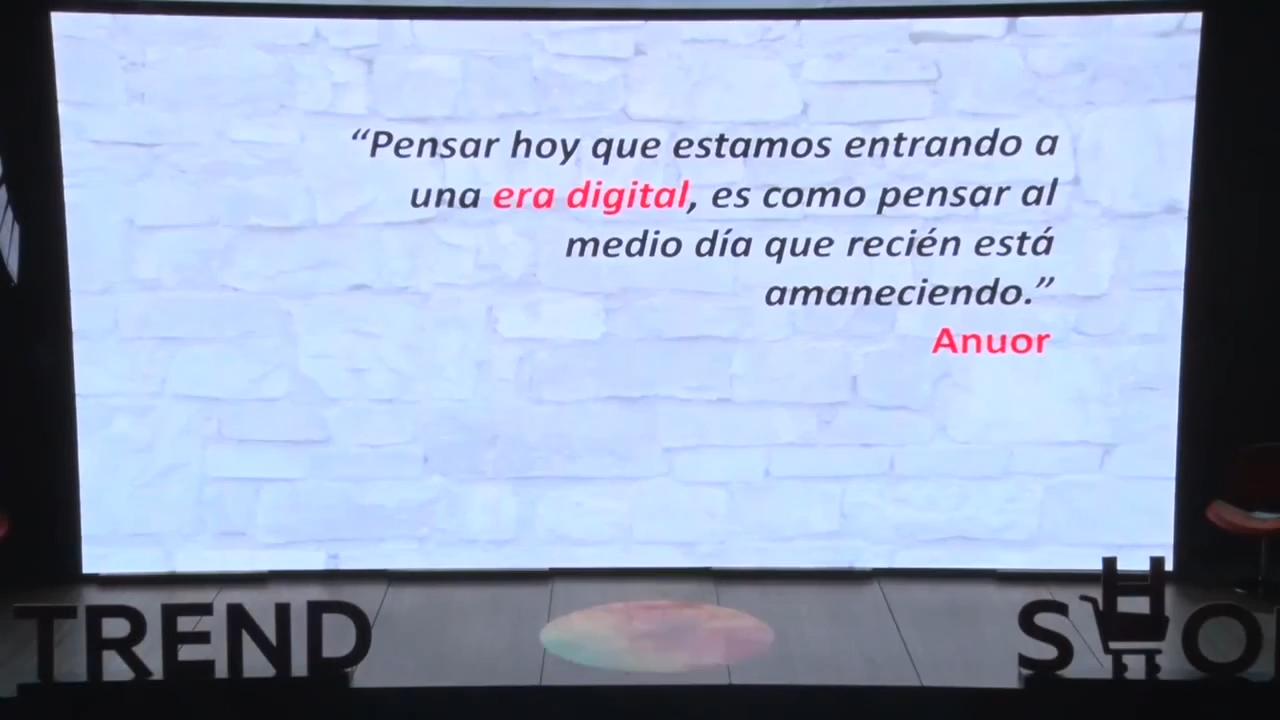 “Pensar hoy que estamos entrando a
una era digital, es como pensar al
medio día que recién está
amaneciendo.”
Anuor
TREND
SHO